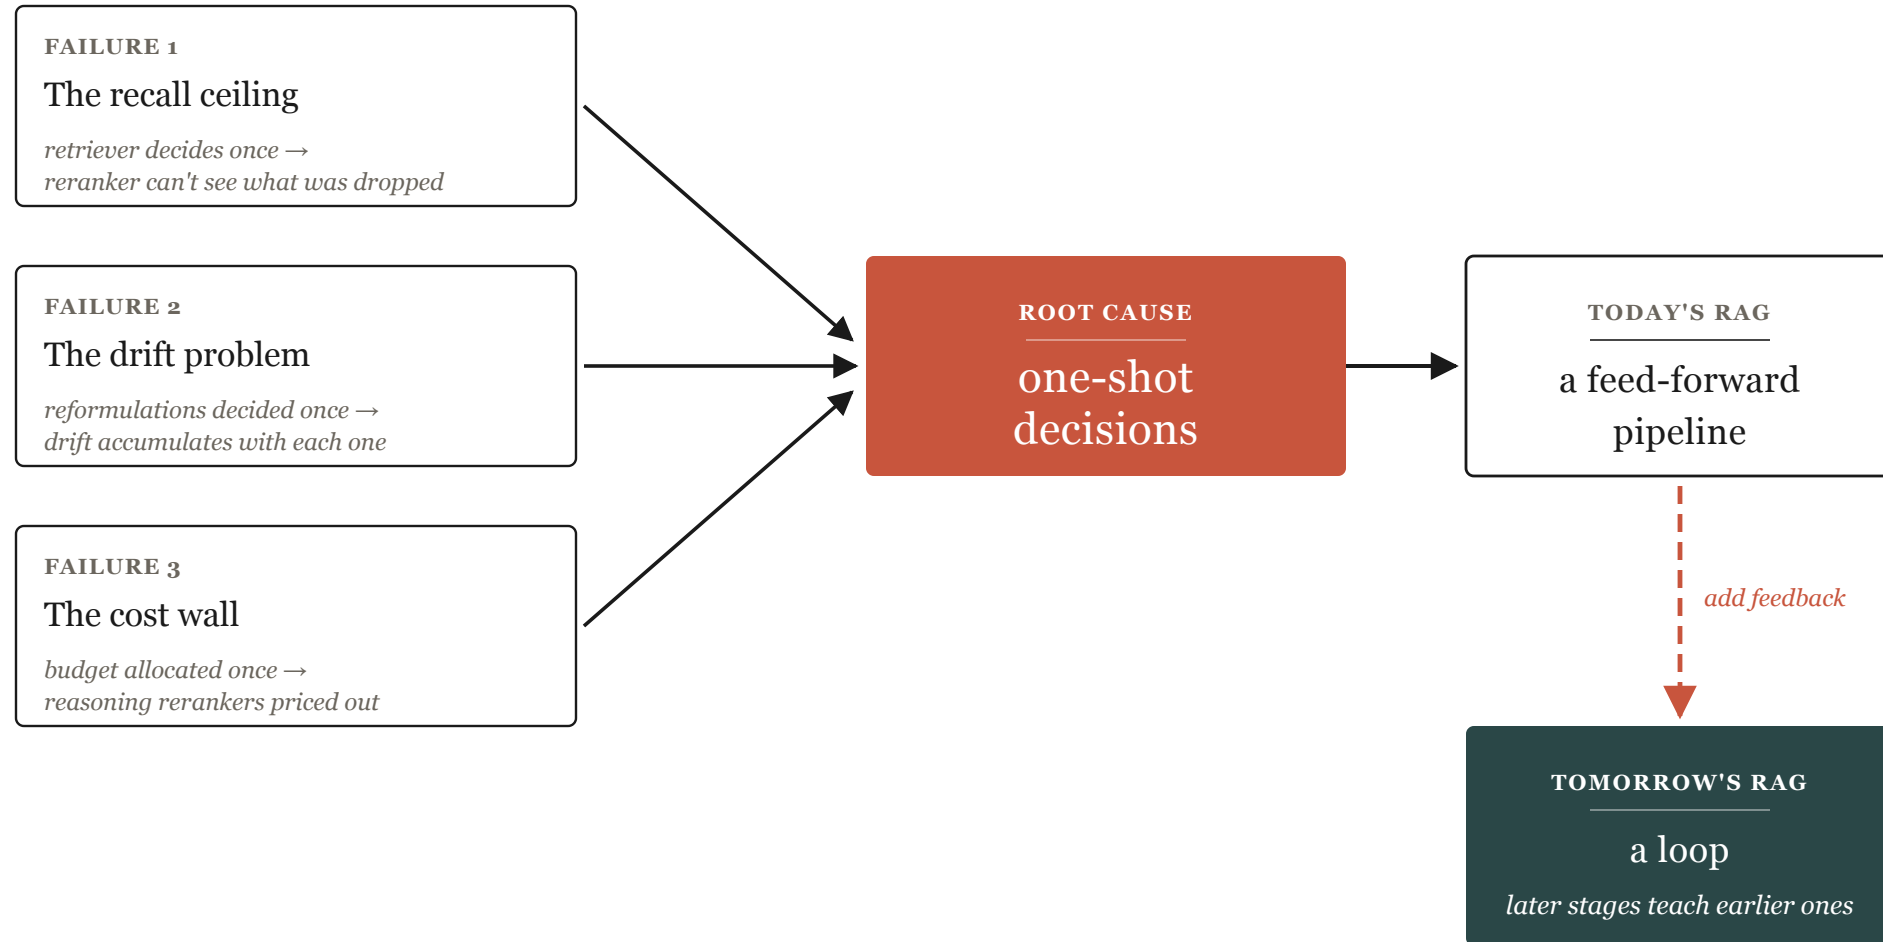 FAILURE 1
The recall ceiling
retriever decides once →
reranker can't see what was dropped
FAILURE 2
The drift problem
reformulations decided once →
drift accumulates with each one
FAILURE 3
The cost wall
budget allocated once →
reasoning rerankers priced out
ROOT CAUSE
one-shot
decisions
TODAY'S RAG
a feed-forward
pipeline
add feedback
TOMORROW'S RAG
a loop
later stages teach earlier ones